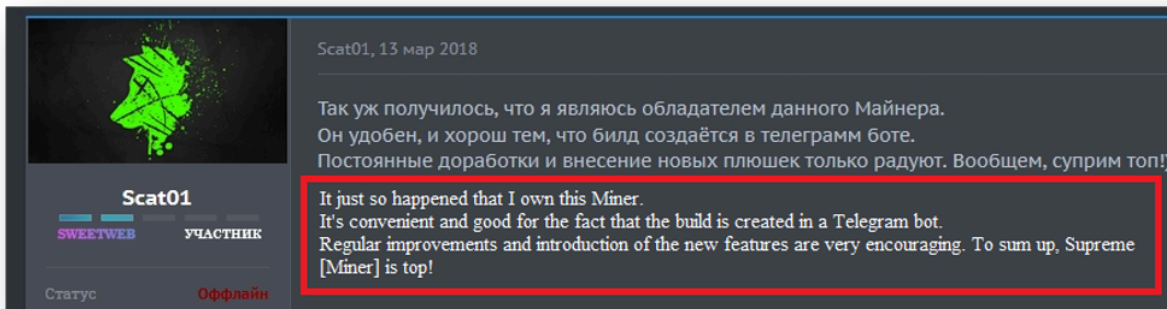 Scat01, 13 мар 2018
Так уж получилось, что я являюсь обладателем данного Майнера.
Он удобен, и хорош тем, что билд создаётся в телеграмм боте.
Постоянные доработки и внесение новых плюшек только радуют. Вообщем, суприм топ!)
It just so happened that I own this Miner.
It's convenient and good for the fact that the build is created in a Telegram bot.
Regular improvements and introduction of the new features are very encouraging. To sum up, Supreme
[Miner] is top!
Scat01
SWEETWEB УЧАСТНИК
Статус Оффлайн